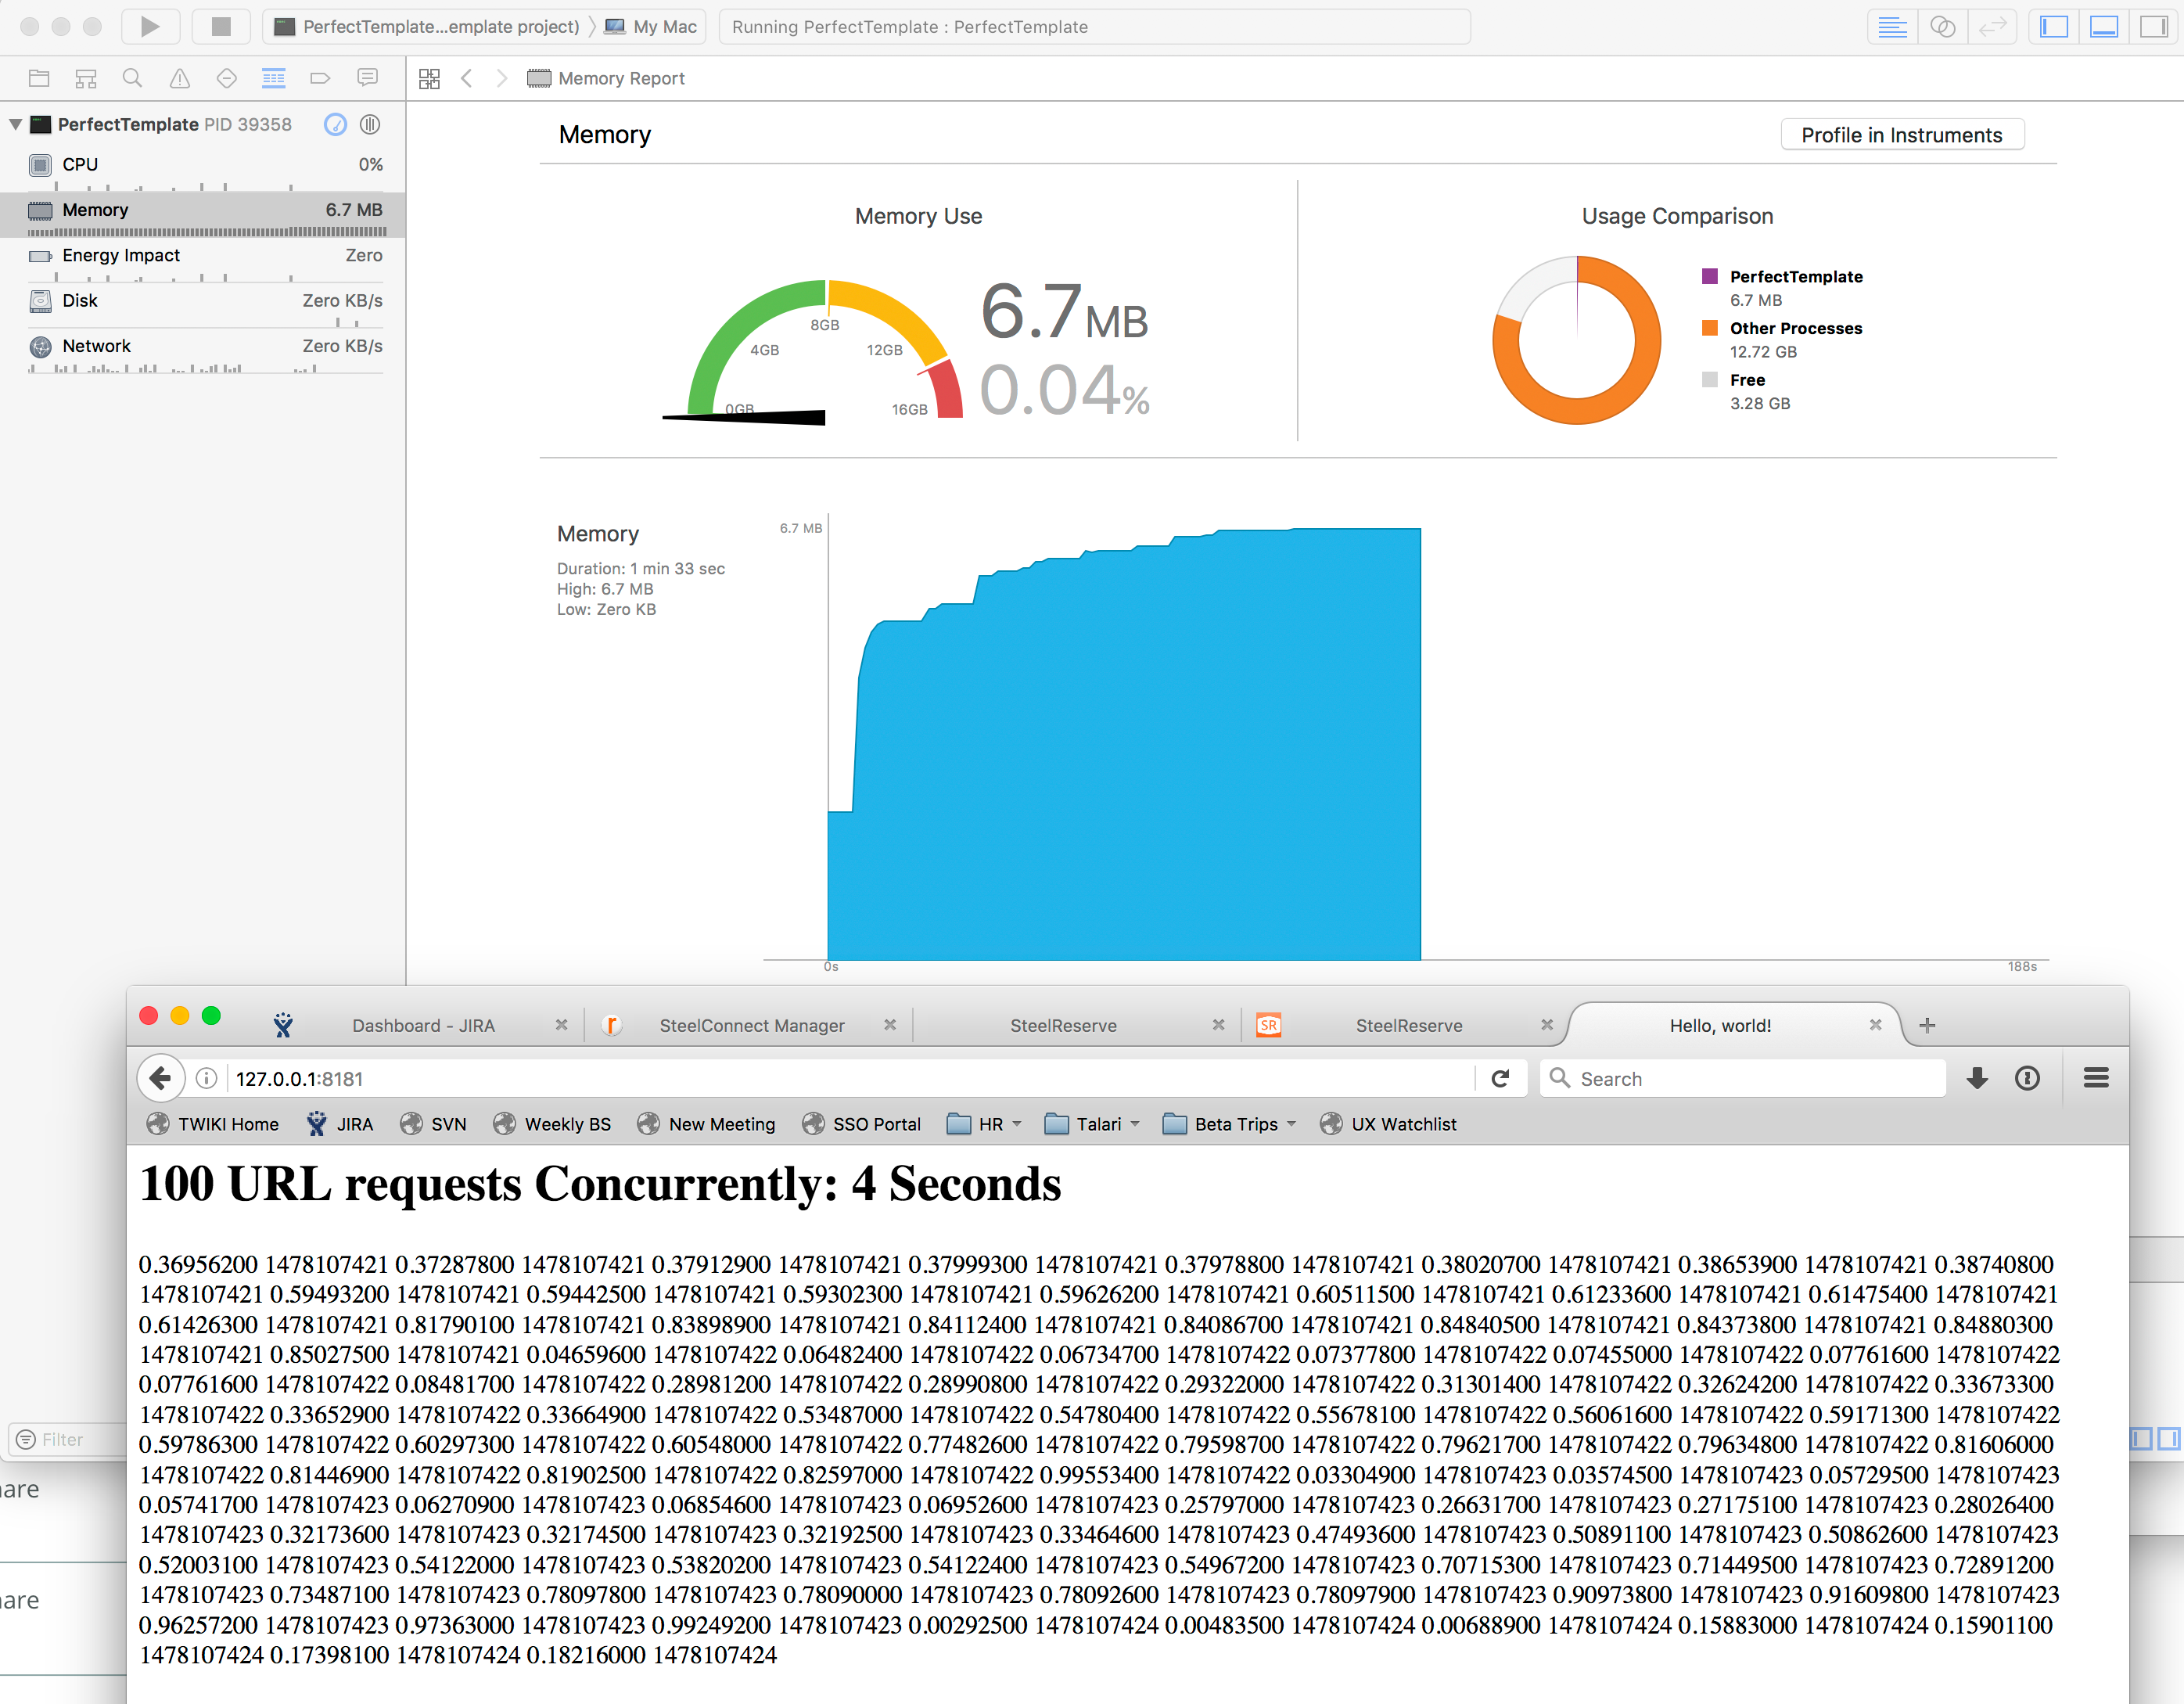 PerfectTemplate...emplate project) My Mac Running PerfectTemplate : PerfectTemplate
Memory Report
PerfectTemplate PID 39358
CPU 0%
Memory 6.7 MB
Energy Impact Zero
Disk Zero KB/s
Network Zero KB/s
Memory Profile in Instruments
Memory Use
0GB
4GB
8GB
12GB
16GB
6.7MB
0.04%
Usage Comparison
PerfectTemplate
6.7 MB
Other Processes
12.72 GB
Free
3.28 GB
Memory
Duration: 1 min 33 sec
High: 6.7 MB
Low: Zero KB
6.7 MB
0s 188s
Dashboard - JIRA r SteelConnect Manager SteelReserve SR SteelReserve Hello, world!
127.0.0.1:8181 Search
TWIKI Home JIRA SVN Weekly BS New Meeting SSO Portal HR Talari Beta Trips UX Watchlist
100 URL requests Concurrently: 4 Seconds
0.36956200 1478107421 0.37287800 1478107421 0.37912900 1478107421 0.37999300 1478107421 0.37978800 1478107421 0.38020700 1478107421 0.38653900 1478107421 0.38740800
1478107421 0.59493200 1478107421 0.59442500 1478107421 0.59302300 1478107421 0.59626200 1478107421 0.60511500 1478107421 0.61233600 1478107421 0.61475400 1478107421
0.61426300 1478107421 0.81790100 1478107421 0.83898900 1478107421 0.84112400 1478107421 0.84086700 1478107421 0.84840500 1478107421 0.84373800 1478107421 0.84880300
1478107421 0.85027500 1478107421 0.04659600 1478107422 0.06482400 1478107422 0.06734700 1478107422 0.07377800 1478107422 0.07455000 1478107422 0.07761600 1478107422
0.07761600 1478107422 0.08481700 1478107422 0.28981200 1478107422 0.28990800 1478107422 0.29322000 1478107422 0.31301400 1478107422 0.32624200 1478107422 0.33673300
1478107422 0.33652900 1478107422 0.33664900 1478107422 0.53487000 1478107422 0.54780400 1478107422 0.55678100 1478107422 0.56061600 1478107422 0.59171300 1478107422
0.59786300 1478107422 0.60297300 1478107422 0.60548000 1478107422 0.77482600 1478107422 0.79598700 1478107422 0.79621700 1478107422 0.79634800 1478107422 0.81606000
1478107422 0.81446900 1478107422 0.81902500 1478107422 0.82597000 1478107422 0.99553400 1478107422 0.03304900 1478107423 0.03574500 1478107423 0.05729500 1478107423
0.05741700 1478107423 0.06270900 1478107423 0.06854600 1478107423 0.06952600 1478107423 0.25797000 1478107423 0.26631700 1478107423 0.27175100 1478107423 0.28026400
1478107423 0.32173600 1478107423 0.32174500 1478107423 0.32192500 1478107423 0.33464600 1478107423 0.47493600 1478107423 0.50891100 1478107423 0.50862600 1478107423
0.52003100 1478107423 0.54122000 1478107423 0.53820200 1478107423 0.54122400 1478107423 0.54967200 1478107423 0.70715300 1478107423 0.71449500 1478107423 0.72891200
1478107423 0.73487100 1478107423 0.78097800 1478107423 0.78090000 1478107423 0.78092600 1478107423 0.78097900 1478107423 0.90973800 1478107423 0.91609800 1478107423
0.96257200 1478107423 0.97363000 1478107423 0.99249200 1478107423 0.00292500 1478107424 0.00483500 1478107424 0.00688900 1478107424 0.15883000 1478107424 0.15901100
1478107424 0.17398100 1478107424 0.18216000 1478107424
Filter
are
are